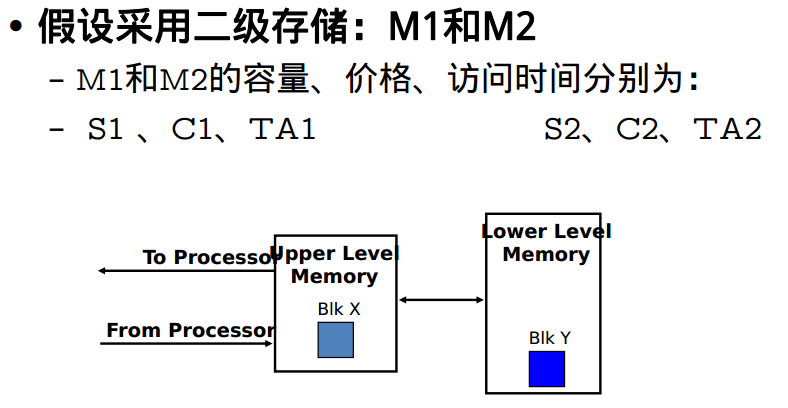 • 假设采用二级存储：M1和M2
– M1和M2的容量、价格、访问时间分别为：
– S1 、C1、TA1 S2、C2、TA2
To Processor
Upper Level
Memory
Lower Level
Memory
Blk X
From Processor
Blk Y